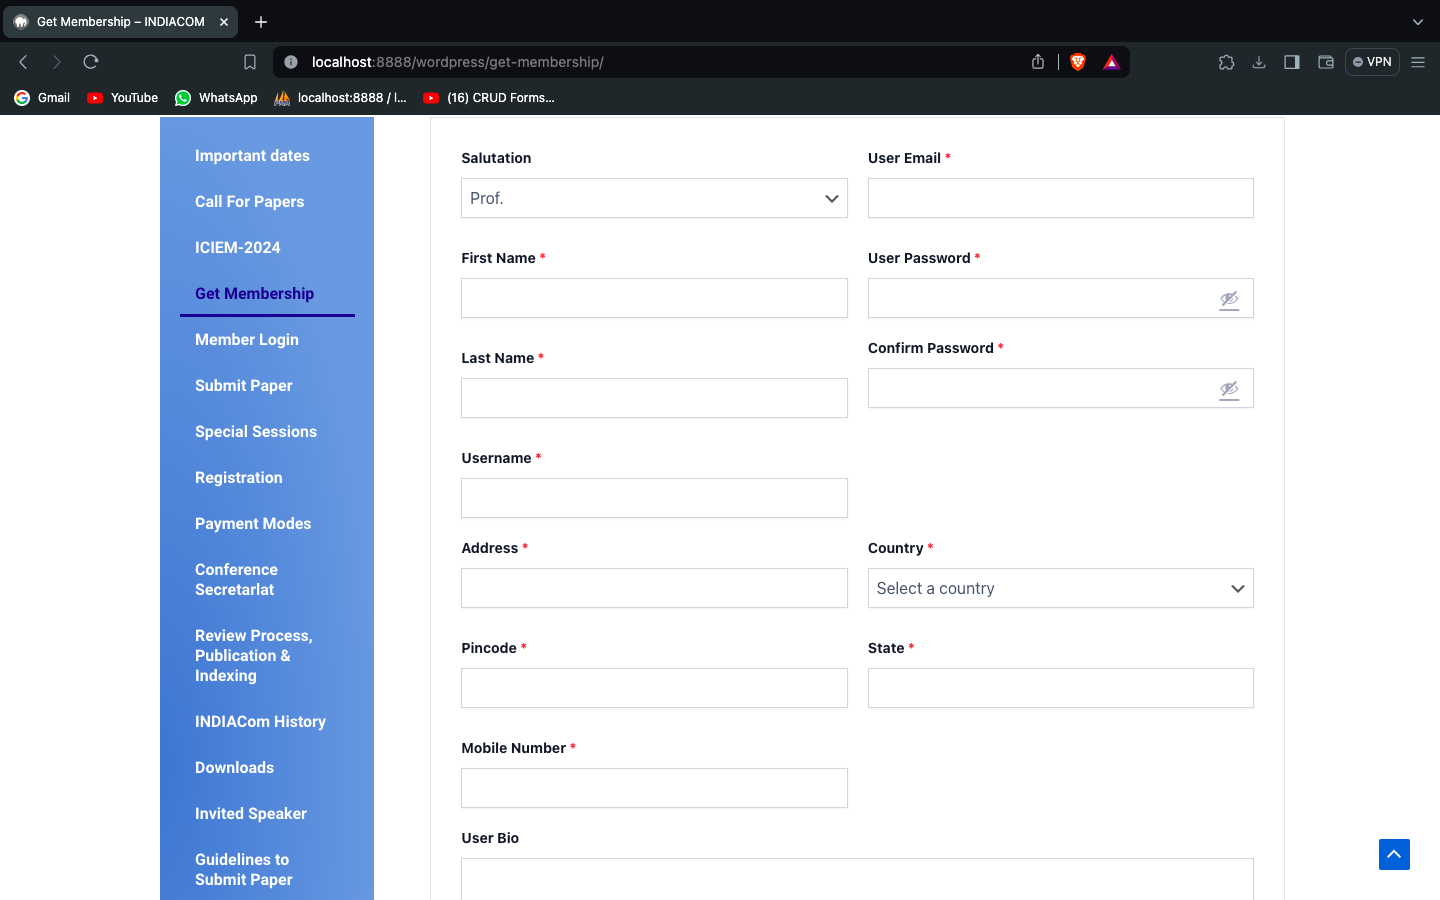 Get Membership – INDIACOM
localhost:8888/wordpress/get-membership/
VPN
Gmail
YouTube
WhatsApp
localhost:8888 / l...
(16) CRUD Forms...
Important dates
Call For Papers
ICIEM-2024
Get Membership
Member Login
Submit Paper
Special Sessions
Registration
Payment Modes
Conference
Secretarlat
Review Process,
Publication &
Indexing
INDIACom History
Downloads
Invited Speaker
Guidelines to
Submit Paper
Salutation
Prof.
User Email *
First Name *
User Password *
Last Name *
Confirm Password *
Username *
Address *
Country *
Select a country
Pincode *
State *
Mobile Number *
User Bio